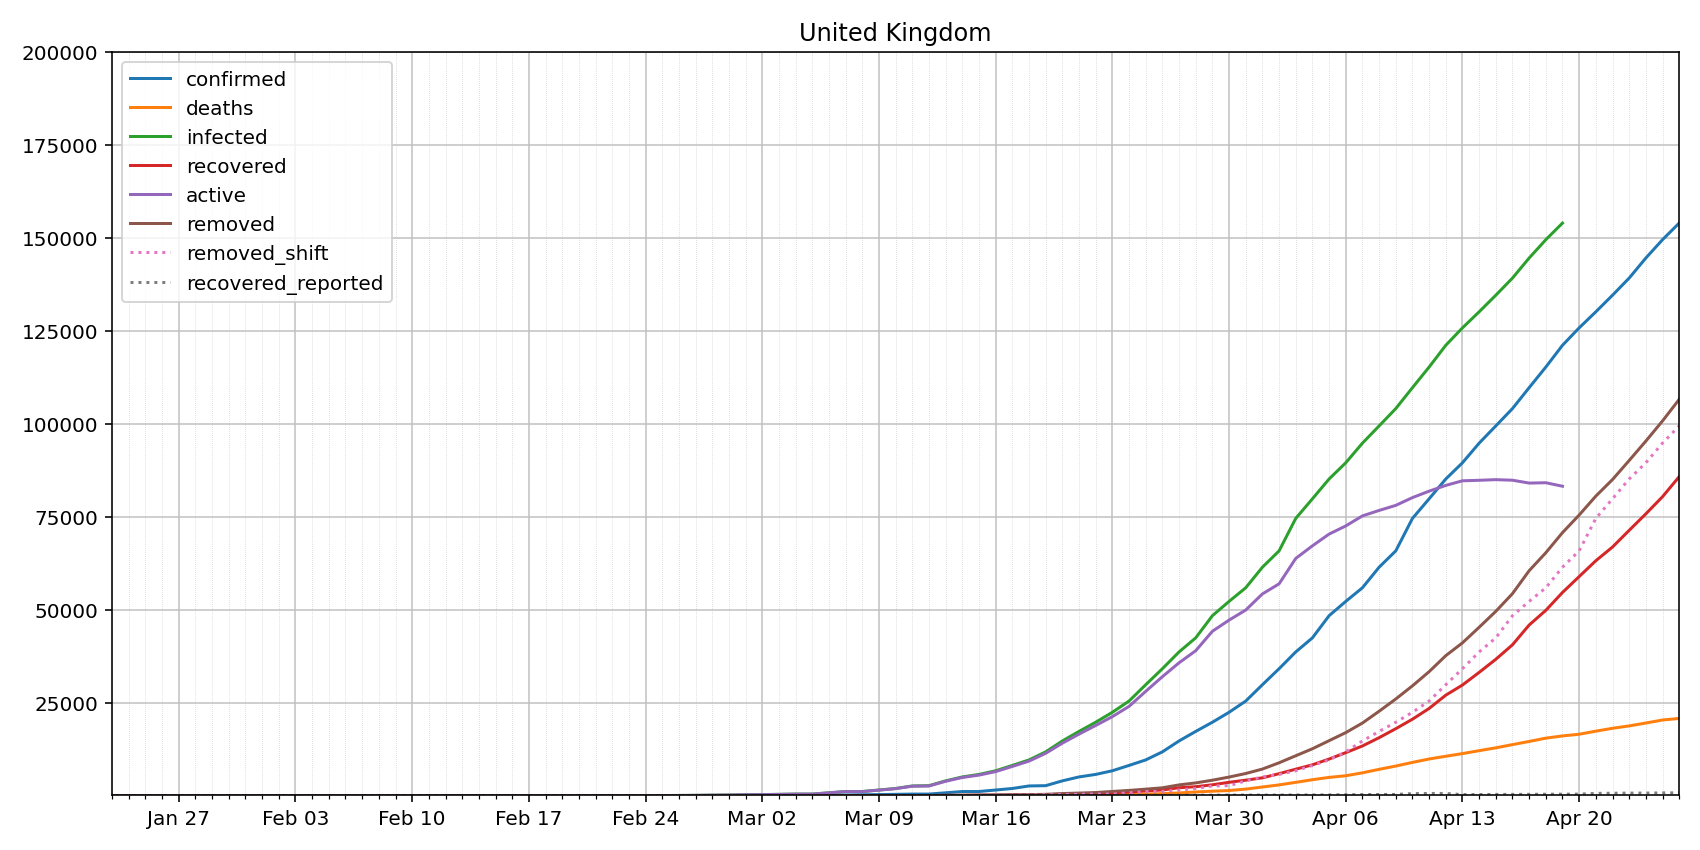 United Kingdom
200000
175000
150000
125000
100000
75000
50000
25000
confirmed
deaths
infected
recovered
active
removed
removed_shift
recovered_reported
Jan 27 Feb 03 Feb 10 Feb 17 Feb 24 Mar 02 Mar 09 Mar 16 Mar 23 Mar 30 Apr 06 Apr 13 Apr 20